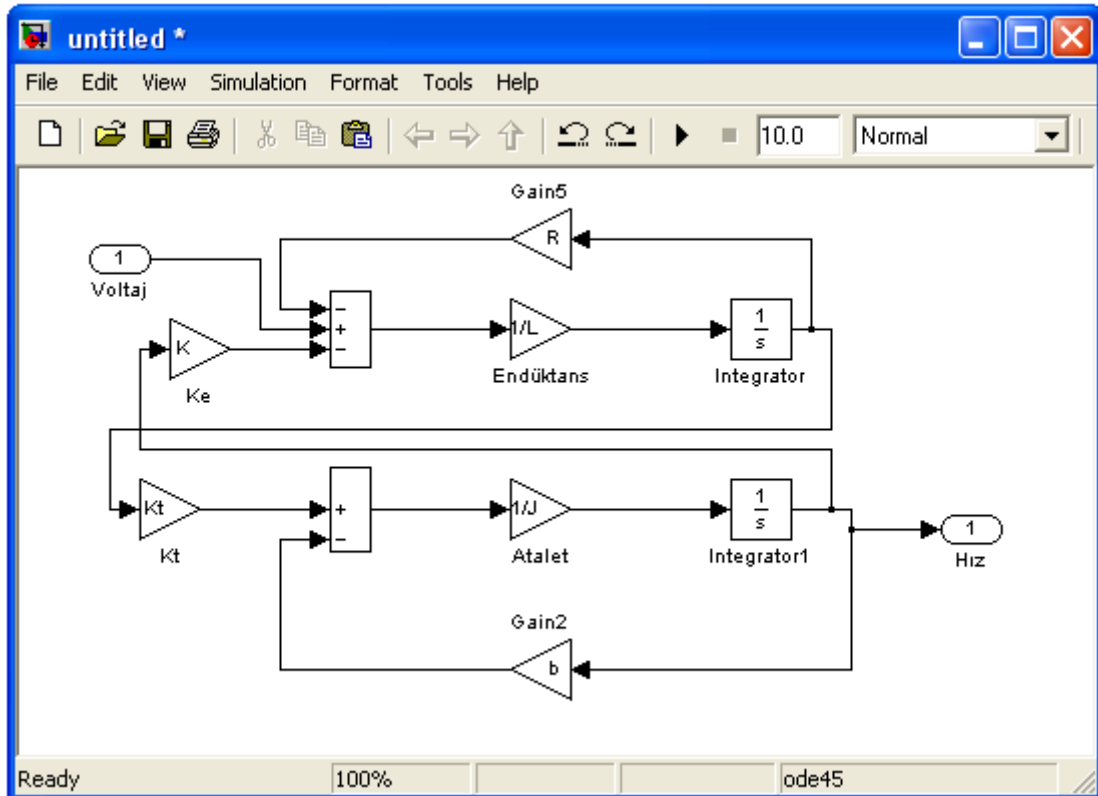 untitled *
File Edit View Simulation Format Tools Help
10.0 Normal
Gain5
R
1
Voltaj
−
+
−
K
Ke
1/L
Endüktans
1
s
Integrator
Kt
Kt
+
−
1/J
Atalet
1
s
Integrator1
1
Hız
Gain2
b
Ready 100% ode45